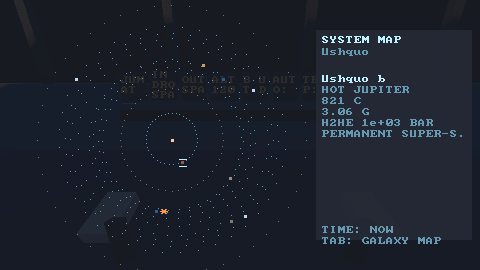 SYSTEM MAP
Ushquo
Ushquo b
HOT JUPITER
821 C
3.06 G
H2HE 1e+03 BAR
PERMANENT SUPER-S.
TIME: NOW
TAB: GALAXY MAP